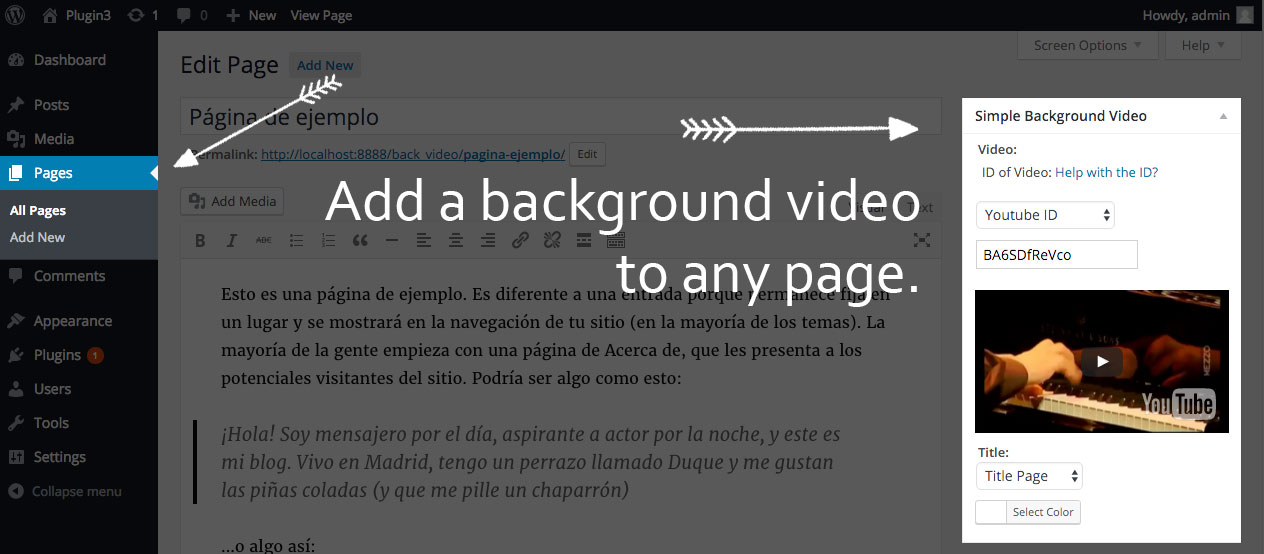 Plugin3 1 0 New View Page Howdy, admin
Screen Options Help
Dashboard
Posts
Media
Pages
All Pages
Add New
Comments
Appearance
Plugins 1
Users
Tools
Settings
Collapse menu
Edit Page Add New
Página de ejemplo
Permalink: http://localhost:8888/back_video/pagina-ejemplo/ Edit
Add Media
Visual Text
B I ABC
Add a background video
to any page.
Esto es una página de ejemplo. Es diferente a una entrada porque permanece fija en
un lugar y se mostrará en la navegación de tu sitio (en la mayoría de los temas). La
mayoría de la gente empieza con una página de Acerca de, que les presenta a los
potenciales visitantes del sitio. Podría ser algo como esto:
¡Hola! Soy mensajero por el día, aspirante a actor por la noche, y este es
mi blog. Vivo en Madrid, tengo un perrazo llamado Duque y me gustan
las piñas coladas (y que me pille un chaparrón)
...o algo así:
Simple Background Video
Video:
ID of Video: Help with the ID?
Youtube ID
BA6SDfReVco
MEZZO
YouTube
Title:
Title Page
Select Color